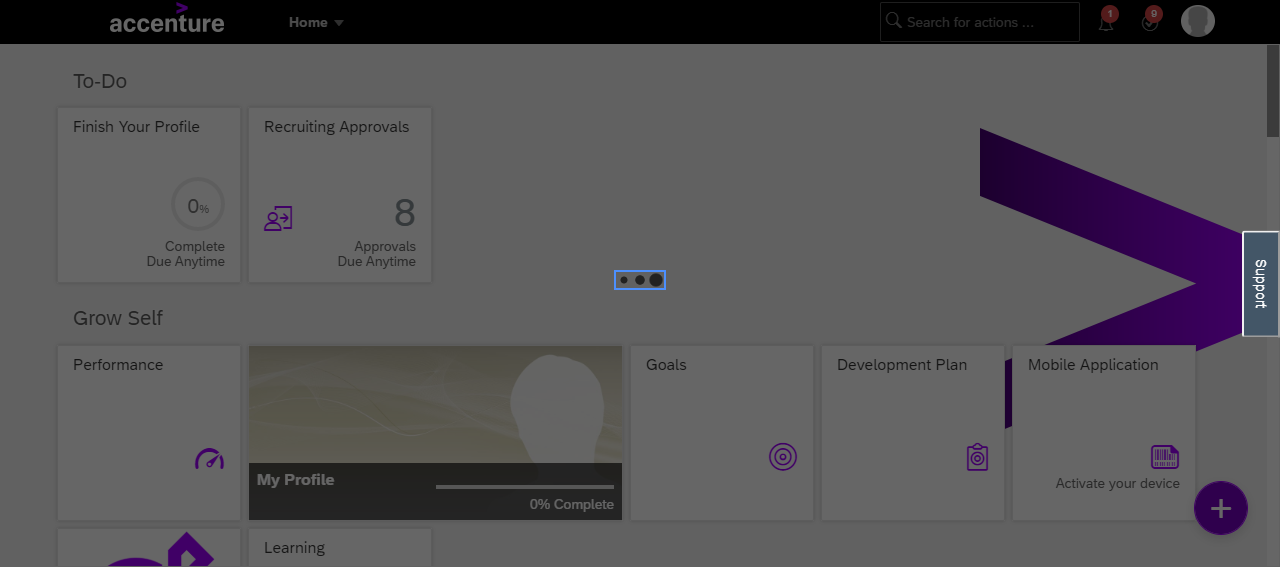 accenture
Home
Search for actions ...
1
9
To-Do
Finish Your Profile
0%
Complete
Due Anytime
Recruiting Approvals
8
Approvals
Due Anytime
Support
Grow Self
Performance
My Profile
0% Complete
Goals
Development Plan
Mobile Application
Activate your device
Learning